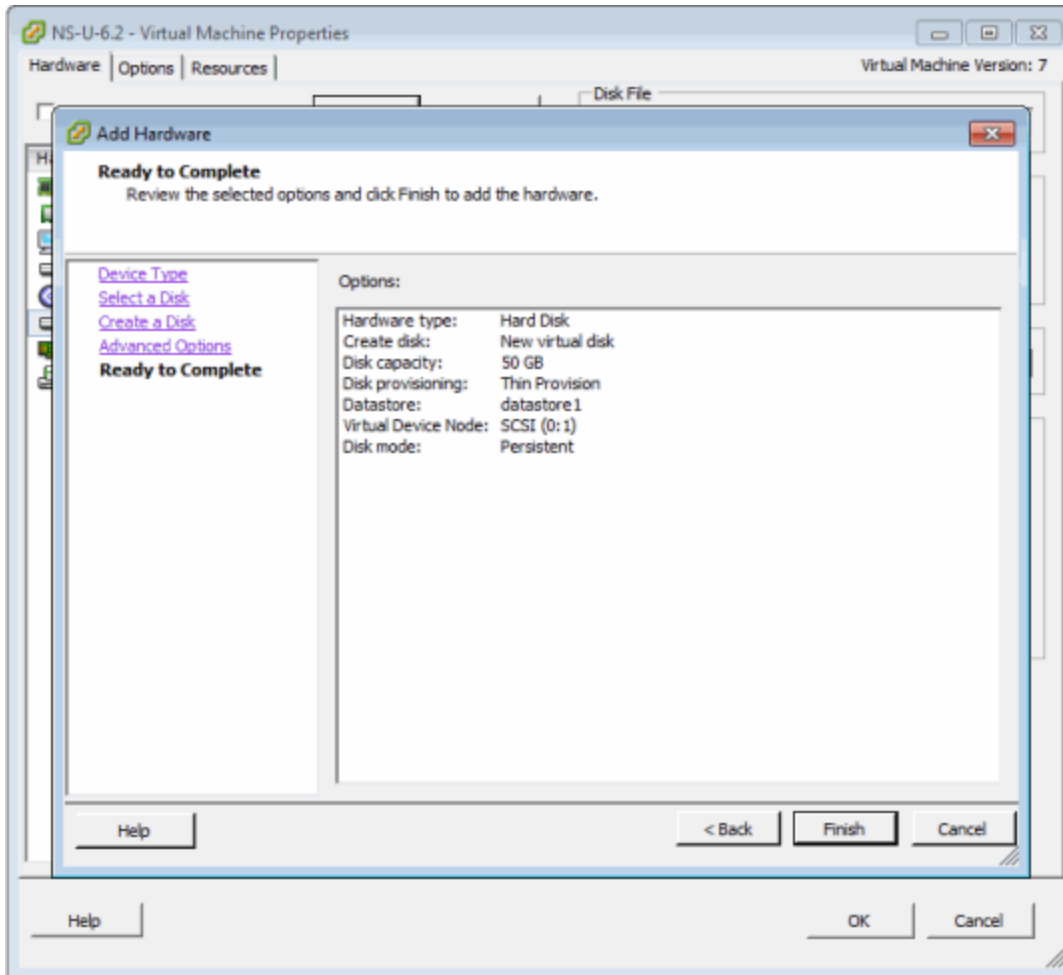 NS-U-6.2 - Virtual Machine Properties
Hardware Options Resources Virtual Machine Version: 7
Disk File
Add Hardware
Ready to Complete
Review the selected options and click Finish to add the hardware.
Device Type
Select a Disk
Create a Disk
Advanced Options
Ready to Complete
Options:
Hardware type: Hard Disk
Create disk: New virtual disk
Disk capacity: 50 GB
Disk provisioning: Thin Provision
Datastore: datastore1
Virtual Device Node: SCSI (0:1)
Disk mode: Persistent
Help < Back Finish Cancel
Help OK Cancel